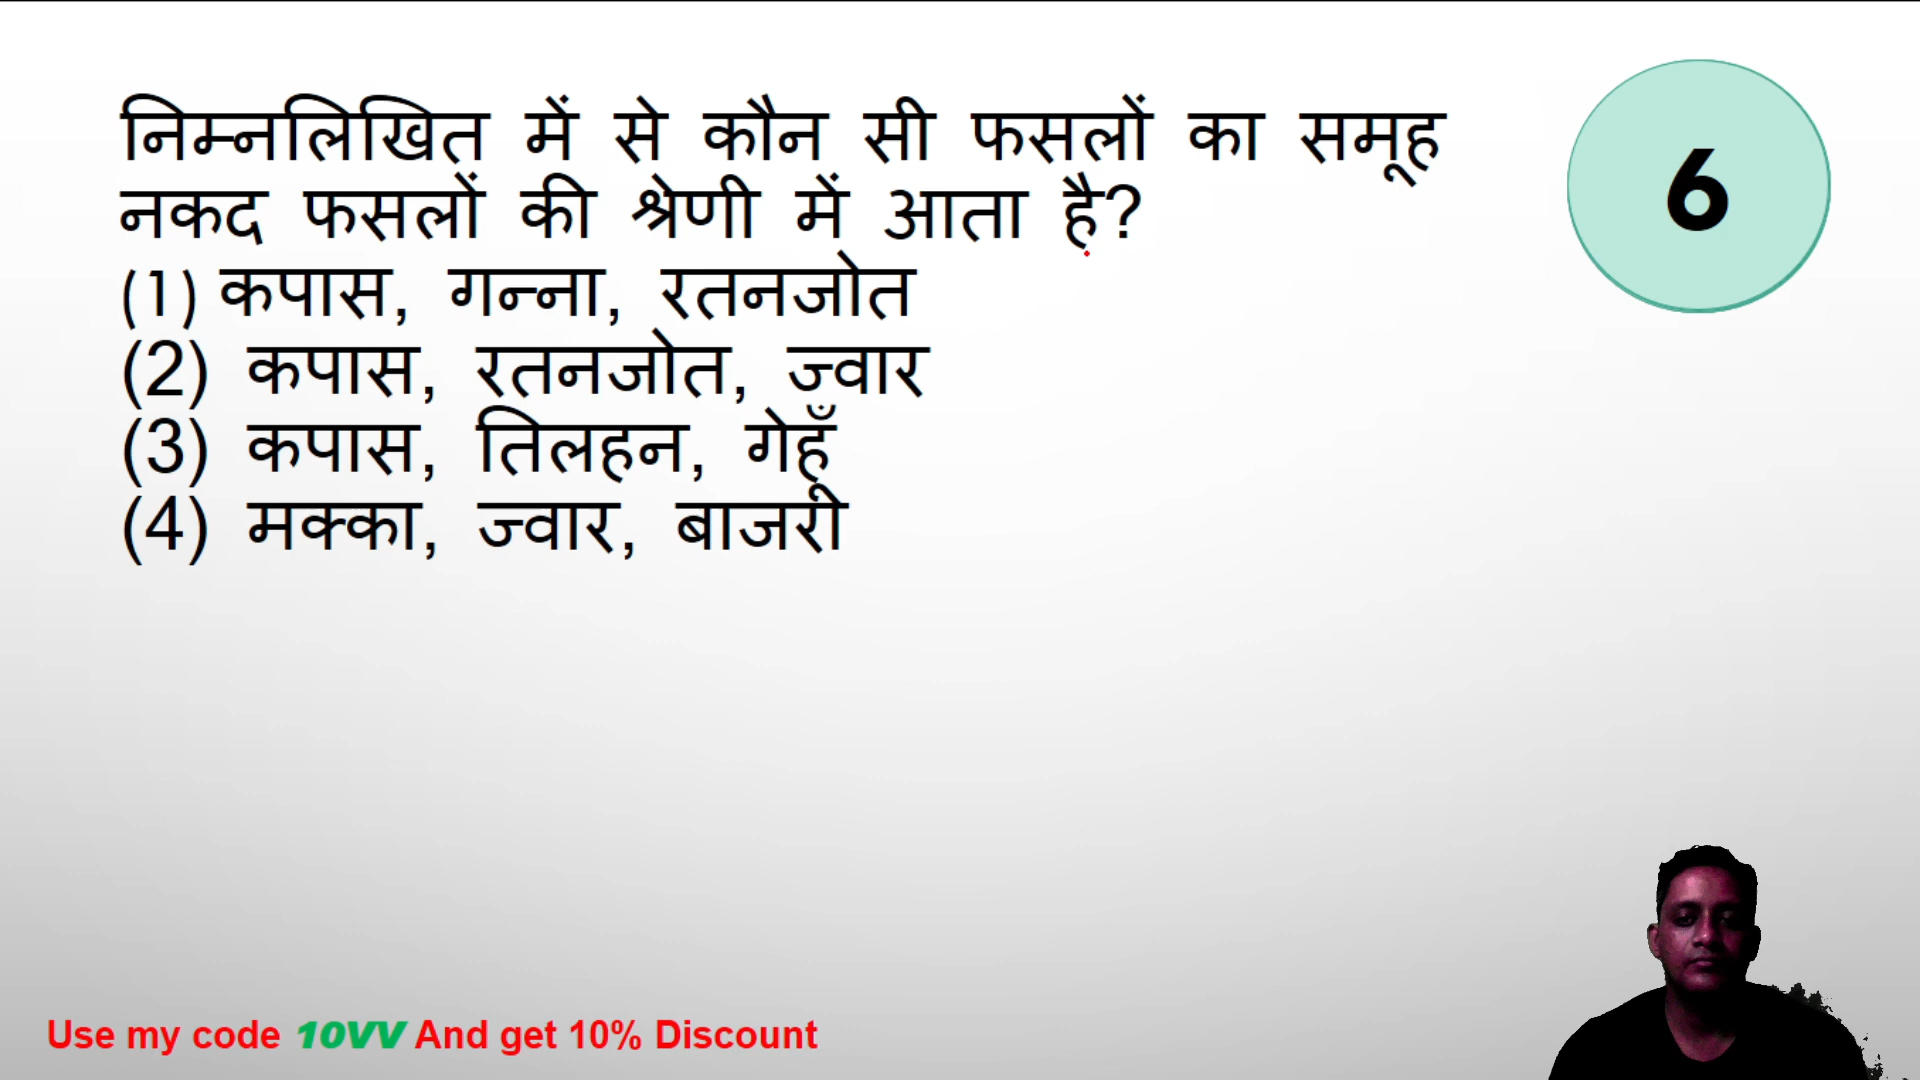 निम्नलिखित में से कौन सी फसलों का समूह
नकद फसलों की श्रेणी में आता है?
(1) कपास, गन्ना, रतनजोत
(2) कपास, रतनजोत, ज्वार
(3) कपास, तिलहन, गेहूँ
(4) मक्का, ज्वार, बाजरी
6
Use my code 10VV And get 10% Discount